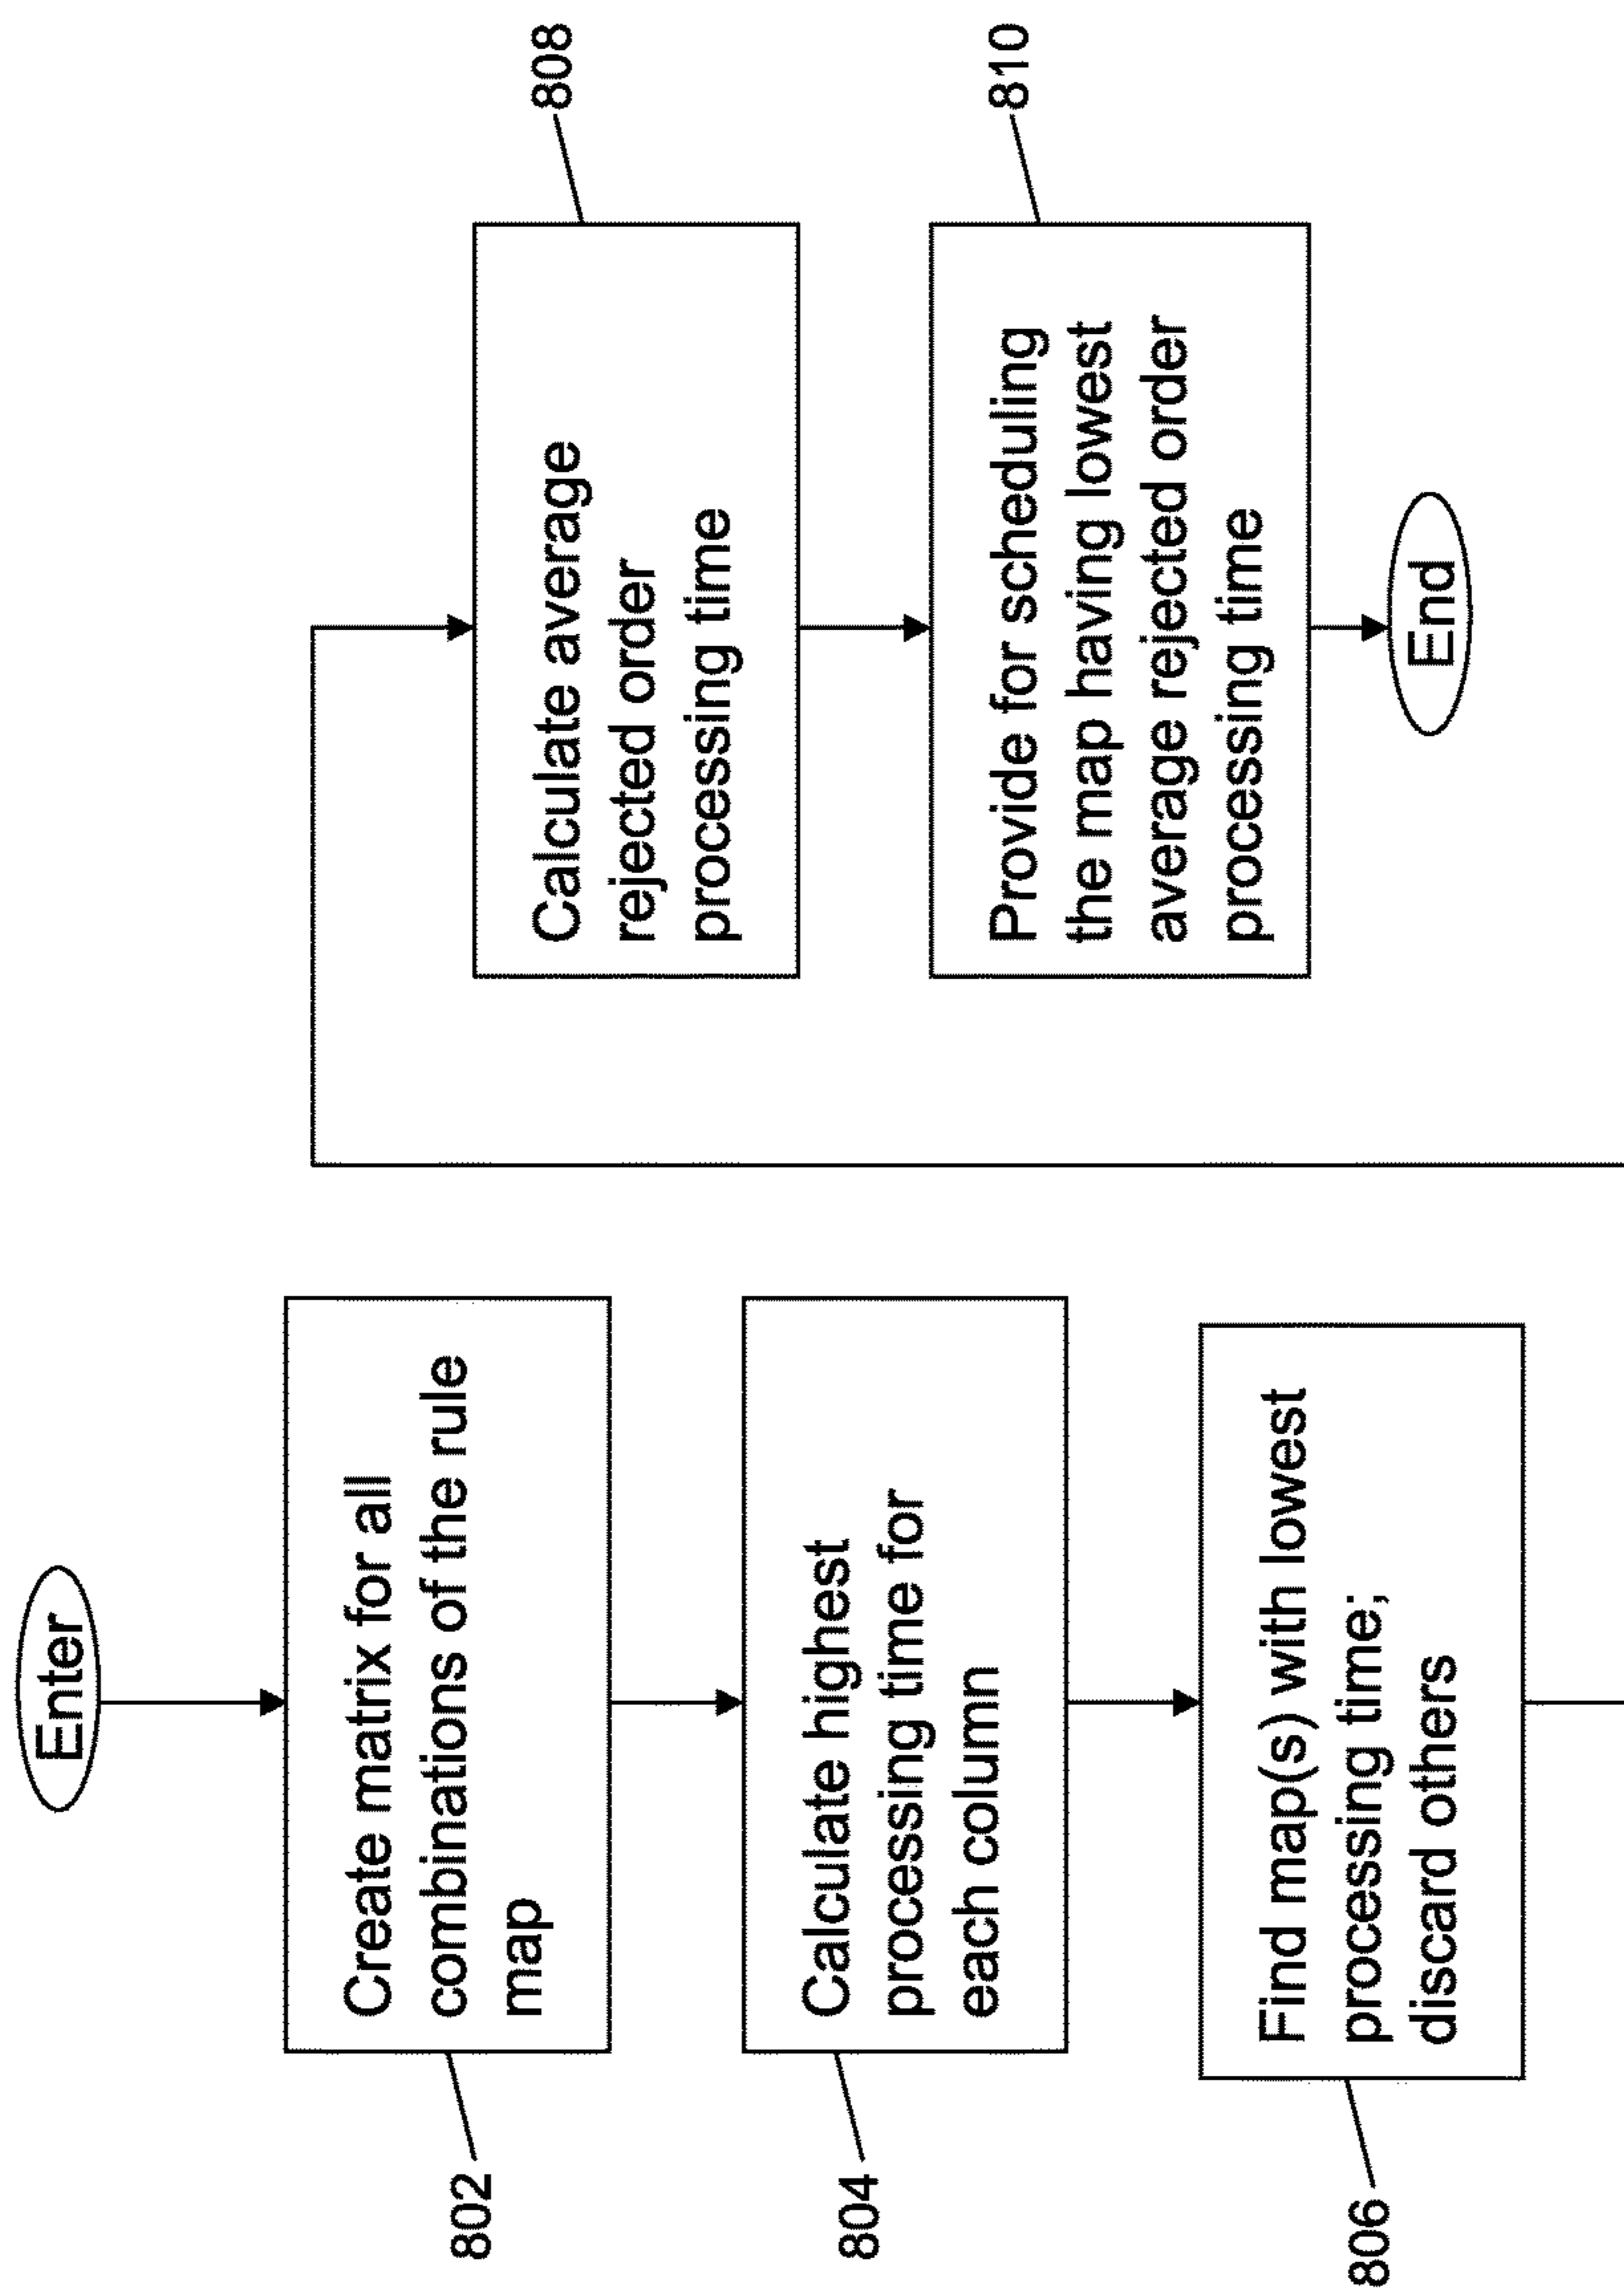 Enter
Create matrix for all
combinations of the rule
map
802
Calculate highest
processing time for
each column
804
Find map(s) with lowest
processing time;
discard others
806
Calculate average
rejected order
processing time
808
Provide for scheduling
the map having lowest
average rejected order
processing time
810
End